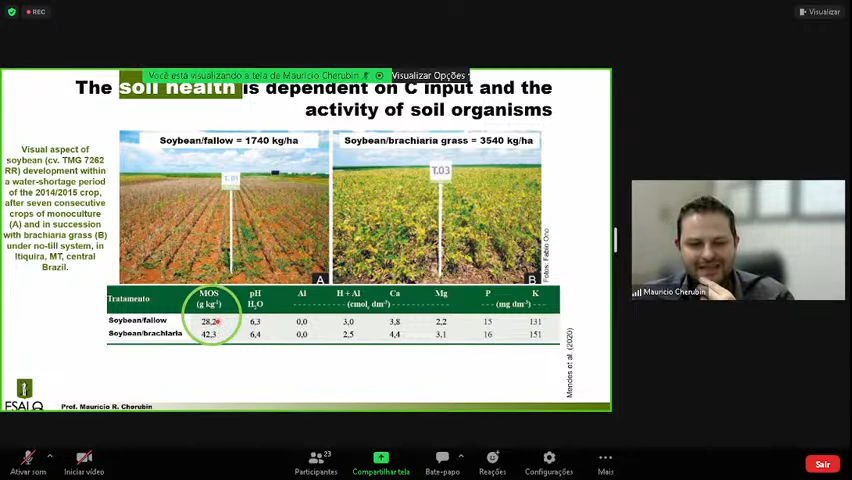 REC
Visualizar
Você está visualizando a tela de Mauricio Cherubin
Visualizar Opções
The soil health is dependent on C input and the
activity of soil organisms
Visual aspect of
soybean (cv. TMG 7262
RR) development within
a water-shortage period
of the 2014/2015 crop,
after seven consecutive
crops of monoculture
(A) and in succession
with brachiaria grass (B)
under no-till system, in
Itiquira, MT, central
Brazil.
Soybean/fallow = 1740 kg/ha
Soybean/brachiaria grass = 3540 kg/ha
T.01
T.03
A
B
Fotos: Fabio Ono
Tratamento MOS pH Al H + Al Ca Mg P K
(g kg⁻¹) H₂O (cmolc dm⁻³) (mg dm⁻³)
Soybean/fallow 28,2 6,3 0,0 3,0 3,8 2,2 15 131
Soybean/brachiaria 42,3 6,4 0,0 2,5 4,4 3,1 16 151
Mendes et al. (2020)
ESALQ
Prof. Mauricio R. Cherubin
Mauricio Cherubin
Ativar som
Iniciar vídeo
23
Participantes
Compartilhar tela
Bate-papo
Reações
Configurações
Mais
Sair